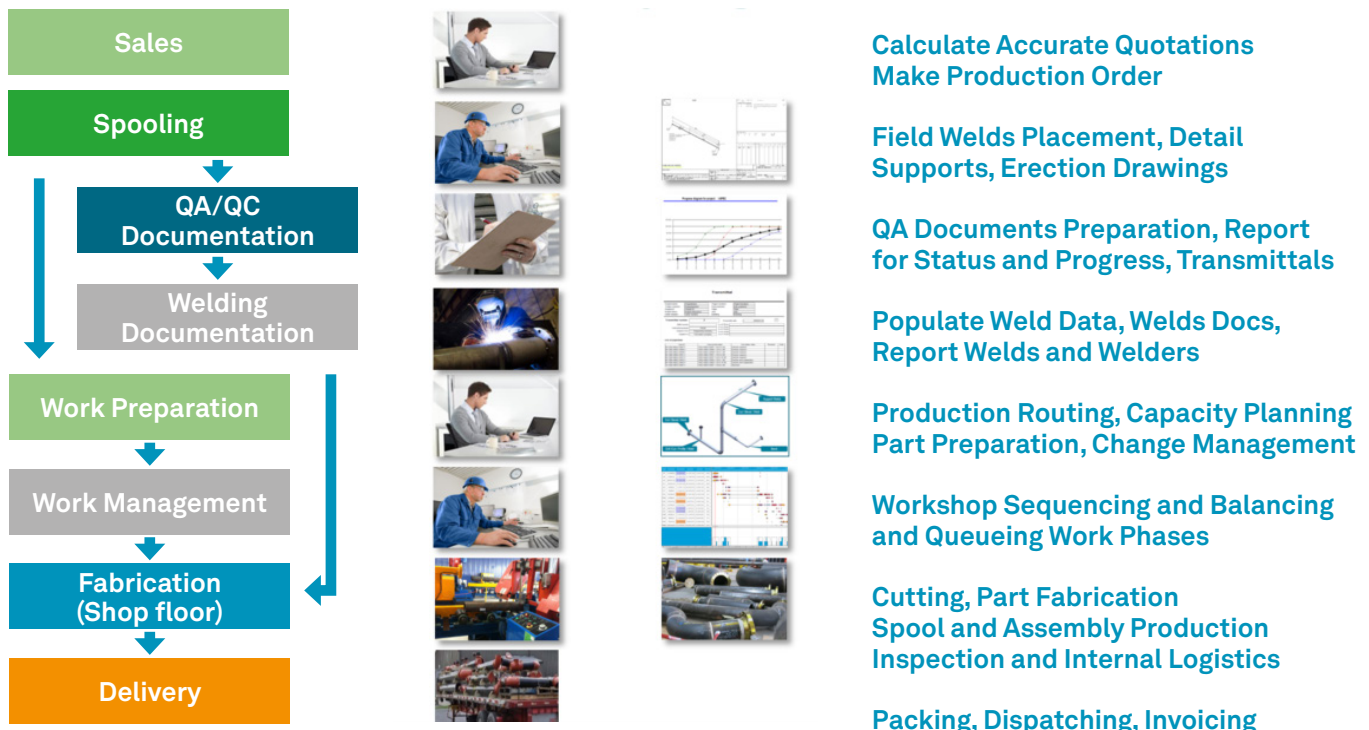 Sales
Calculate Accurate Quotations
Make Production Order
Spooling
Field Welds Placement, Detail
Supports, Erection Drawings
QA/QC
Documentation
QA Documents Preparation, Report
for Status and Progress, Transmittals
Welding
Documentation
Transmittal
Populate Weld Data, Welds Docs,
Report Welds and Welders
Work Preparation
Production Routing, Capacity Planning
Part Preparation, Change Management
Work Management
Workshop Sequencing and Balancing
and Queueing Work Phases
Fabrication
(Shop floor)
Cutting, Part Fabrication
Spool and Assembly Production
Inspection and Internal Logistics
Delivery
Packing, Dispatching, Invoicing